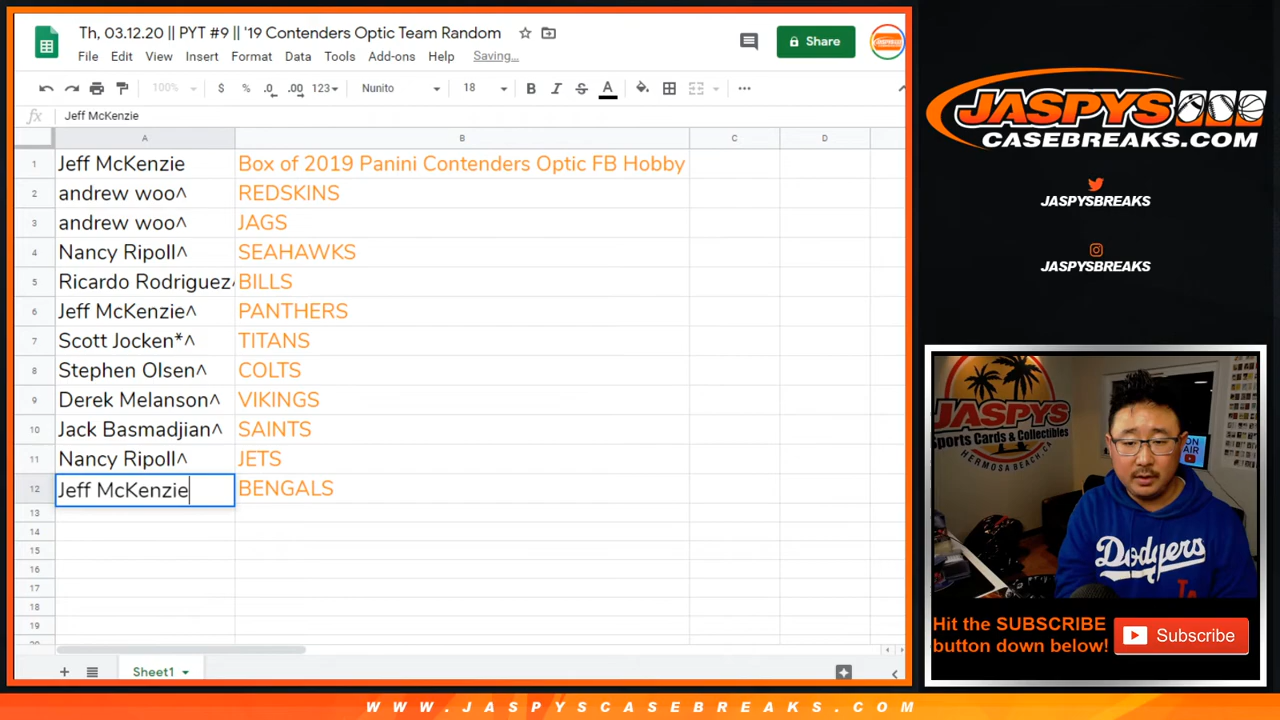 Th, 03.12.20 || PYT #9 || '19 Contenders Optic Team Random
File Edit View Insert Format Data Tools Add-ons Help Saving...
Share
100% $ % .0 .00 123 Nunito 18 B I S A
fx Jeff McKenzie
A B C D
1 Jeff McKenzie Box of 2019 Panini Contenders Optic FB Hobby
2 andrew woo^ REDSKINS
3 andrew woo^ JAGS
4 Nancy Ripoll^ SEAHAWKS
5 Ricardo Rodriguez^ BILLS
6 Jeff McKenzie^ PANTHERS
7 Scott Jocken*^ TITANS
8 Stephen Olsen^ COLTS
9 Derek Melanson^ VIKINGS
10 Jack Basmadjian^ SAINTS
11 Nancy Ripoll^ JETS
12 Jeff McKenzie BENGALS
13
14
15
16
17
18
19
20
Sheet1
JASPYS
CASEBREAKS.COM
JASPYSBREAKS
JASPYSBREAKS
JASPYS
Sports Cards & Collectibles
HERMOSA BEACH, CA
ON
AIR
Dodgers
LA
Hit the SUBSCRIBE
button down below!
Subscribe
WWW.JASPYSCASEBREAKS.COM